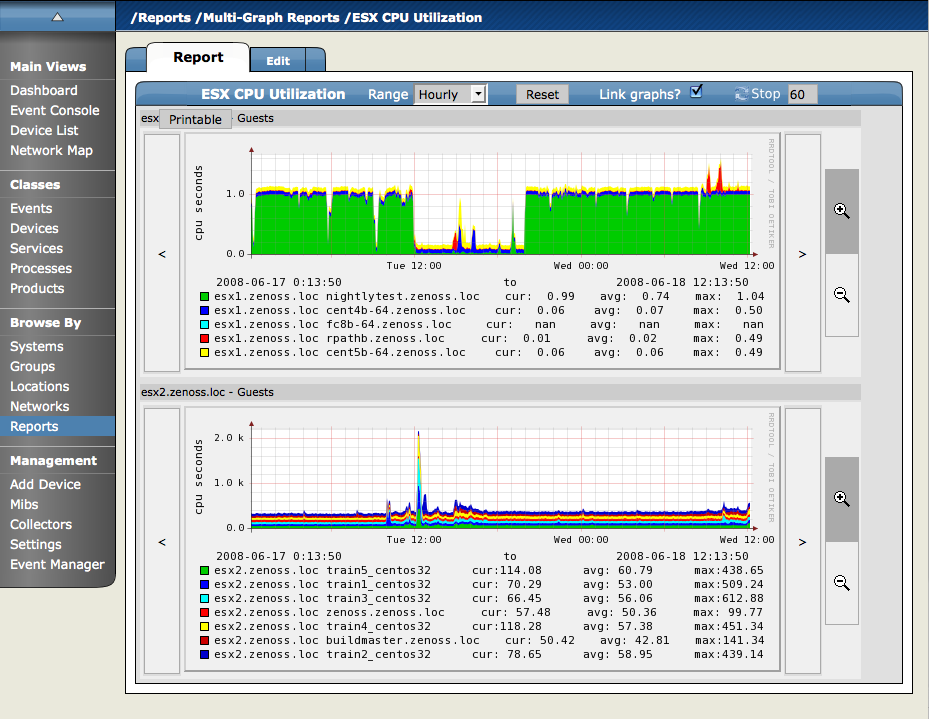 /Reports /Multi-Graph Reports /ESX CPU Utilization
Main Views
Dashboard
Event Console
Device List
Network Map
Classes
Events
Devices
Services
Processes
Products
Browse By
Systems
Groups
Locations
Networks
Reports
Management
Add Device
Mibs
Collectors
Settings
Event Manager
Report Edit
ESX CPU Utilization Range Hourly Reset Link graphs? Stop 60
esx Printable - Guests
RRDTOOL / TOBI OETIKER
cpu seconds
1.0
0.0
Tue 12:00 Wed 00:00 Wed 12:00
2008-06-17 0:13:50 to 2008-06-18 12:13:50
esx1.zenoss.loc nightlytest.zenoss.loc cur: 0.99 avg: 0.74 max: 1.04
esx1.zenoss.loc cent4b-64.zenoss.loc cur: 0.06 avg: 0.07 max: 0.50
esx1.zenoss.loc fc8b-64.zenoss.loc cur: nan avg: nan max: nan
esx1.zenoss.loc rpathb.zenoss.loc cur: 0.01 avg: 0.02 max: 0.49
esx1.zenoss.loc cent5b-64.zenoss.loc cur: 0.06 avg: 0.06 max: 0.49
< >
esx2.zenoss.loc - Guests
RRDTOOL / TOBI OETIKER
cpu seconds
2.0 k
1.0 k
0.0
Tue 12:00 Wed 00:00 Wed 12:00
2008-06-17 0:13:50 to 2008-06-18 12:13:50
esx2.zenoss.loc train5_centos32 cur:114.08 avg: 60.79 max:438.65
esx2.zenoss.loc train1_centos32 cur: 70.29 avg: 53.00 max:509.24
esx2.zenoss.loc train3_centos32 cur: 66.45 avg: 56.06 max:612.88
esx2.zenoss.loc zenoss.zenoss.loc cur: 57.48 avg: 50.36 max: 99.77
esx2.zenoss.loc train4_centos32 cur:118.28 avg: 57.38 max:451.34
esx2.zenoss.loc buildmaster.zenoss.loc cur: 50.42 avg: 42.81 max:141.34
esx2.zenoss.loc train2_centos32 cur: 78.65 avg: 58.95 max:439.14
< >